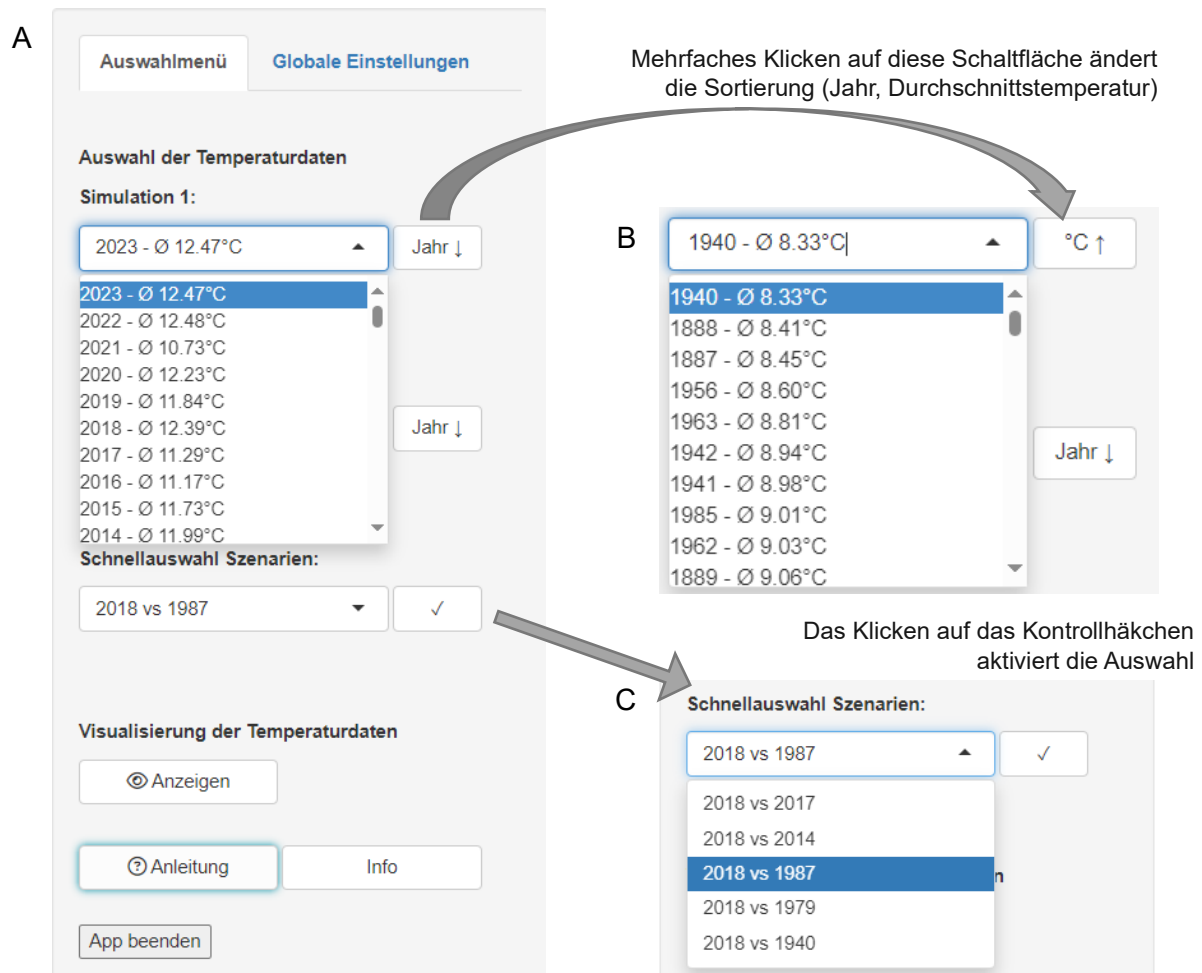 A
Auswahlmenü
Globale Einstellungen
Auswahl der Temperaturdaten
Simulation 1:
2023 - Ø 12.47°C
Jahr ↓
2023 - Ø 12.47°C
2022 - Ø 12.48°C
2021 - Ø 10.73°C
2020 - Ø 12.23°C
2019 - Ø 11.84°C
2018 - Ø 12.39°C
2017 - Ø 11.29°C
2016 - Ø 11.17°C
2015 - Ø 11.73°C
2014 - Ø 11.99°C
Jahr ↓
Schnellauswahl Szenarien:
2018 vs 1987
✓
Visualisierung der Temperaturdaten
Anzeigen
? Anleitung
Info
App beenden
Mehrfaches Klicken auf diese Schaltfläche ändert
die Sortierung (Jahr, Durchschnittstemperatur)
B
1940 - Ø 8.33°C
°C ↑
1940 - Ø 8.33°C
1888 - Ø 8.41°C
1887 - Ø 8.45°C
1956 - Ø 8.60°C
1963 - Ø 8.81°C
1942 - Ø 8.94°C
1941 - Ø 8.98°C
1985 - Ø 9.01°C
1962 - Ø 9.03°C
1889 - Ø 9.06°C
Jahr ↓
Das Klicken auf das Kontrollhäkchen
aktiviert die Auswahl
C
Schnellauswahl Szenarien:
2018 vs 1987
✓
2018 vs 2017
2018 vs 2014
2018 vs 1987
n
2018 vs 1979
2018 vs 1940